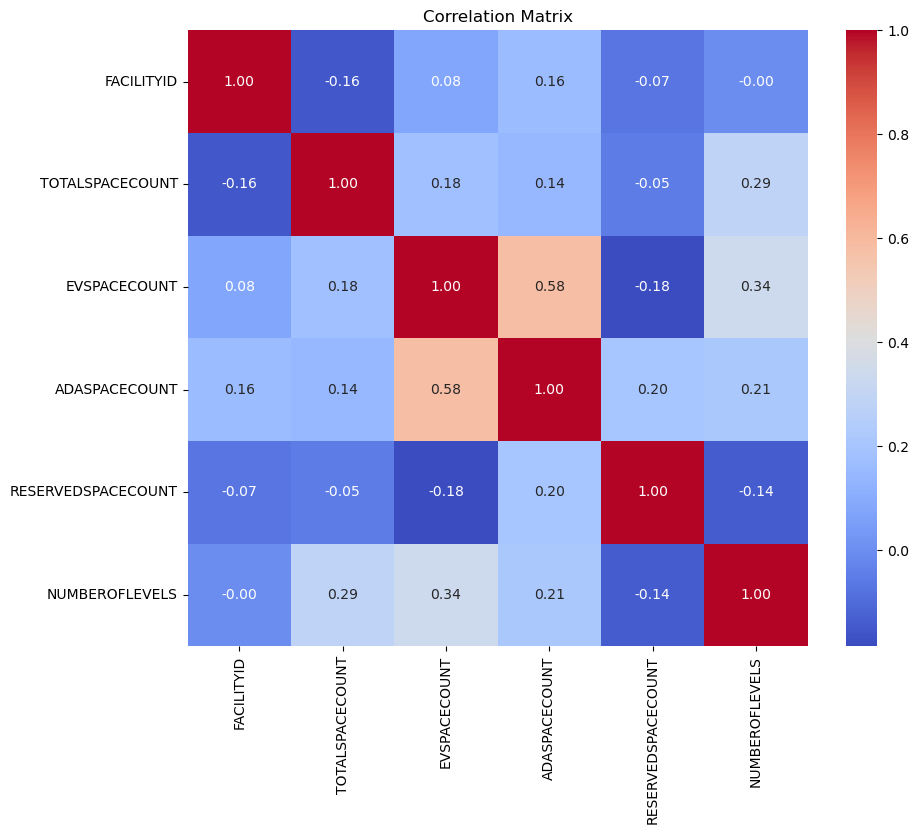 Correlation Matrix
FACILITYID 1.00 -0.16 0.08 0.16 -0.07 -0.00
TOTALSPACECOUNT -0.16 1.00 0.18 0.14 -0.05 0.29
EVSPACECOUNT 0.08 0.18 1.00 0.58 -0.18 0.34
ADASPACECOUNT 0.16 0.14 0.58 1.00 0.20 0.21
RESERVEDSPACECOUNT -0.07 -0.05 -0.18 0.20 1.00 -0.14
NUMBEROFLEVELS -0.00 0.29 0.34 0.21 -0.14 1.00
FACILITYID
TOTALSPACECOUNT
EVSPACECOUNT
ADASPACECOUNT
RESERVEDSPACECOUNT
NUMBEROFLEVELS
1.0
0.8
0.6
0.4
0.2
0.0